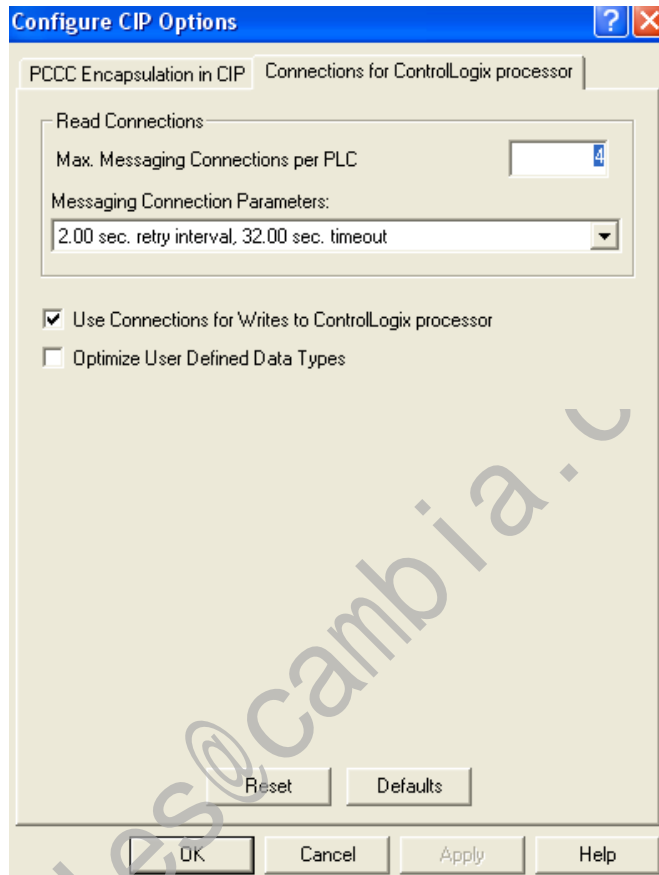 Configure CIP Options
PCCC Encapsulation in CIP Connections for ControlLogix processor
Read Connections
Max. Messaging Connections per PLC 4
Messaging Connection Parameters:
2.00 sec. retry interval, 32.00 sec. timeout
Use Connections for Writes to ControlLogix processor
Optimize User Defined Data Types
les@cambia.c
Reset Defaults
OK Cancel Apply Help